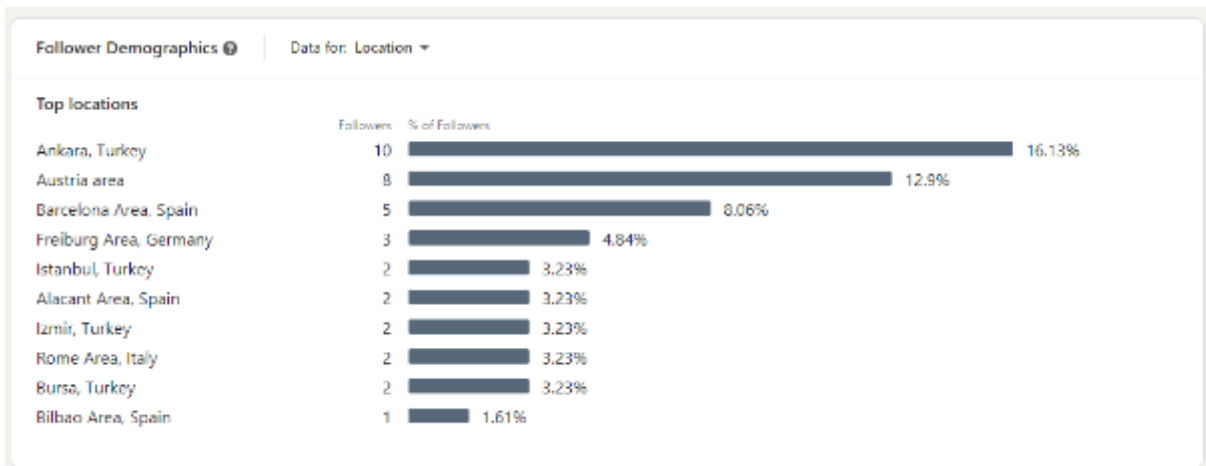 Follower Demographics ? Data for: Location
Top locations
Followers % of Followers
Ankara, Turkey 10 16.13%
Austria area 8 12.9%
Barcelona Area, Spain 5 8.06%
Freiburg Area, Germany 3 4.84%
Istanbul, Turkey 2 3.23%
Alacant Area, Spain 2 3.23%
Izmir, Turkey 2 3.23%
Rome Area, Italy 2 3.23%
Bursa, Turkey 2 3.23%
Bilbao Area, Spain 1 1.61%